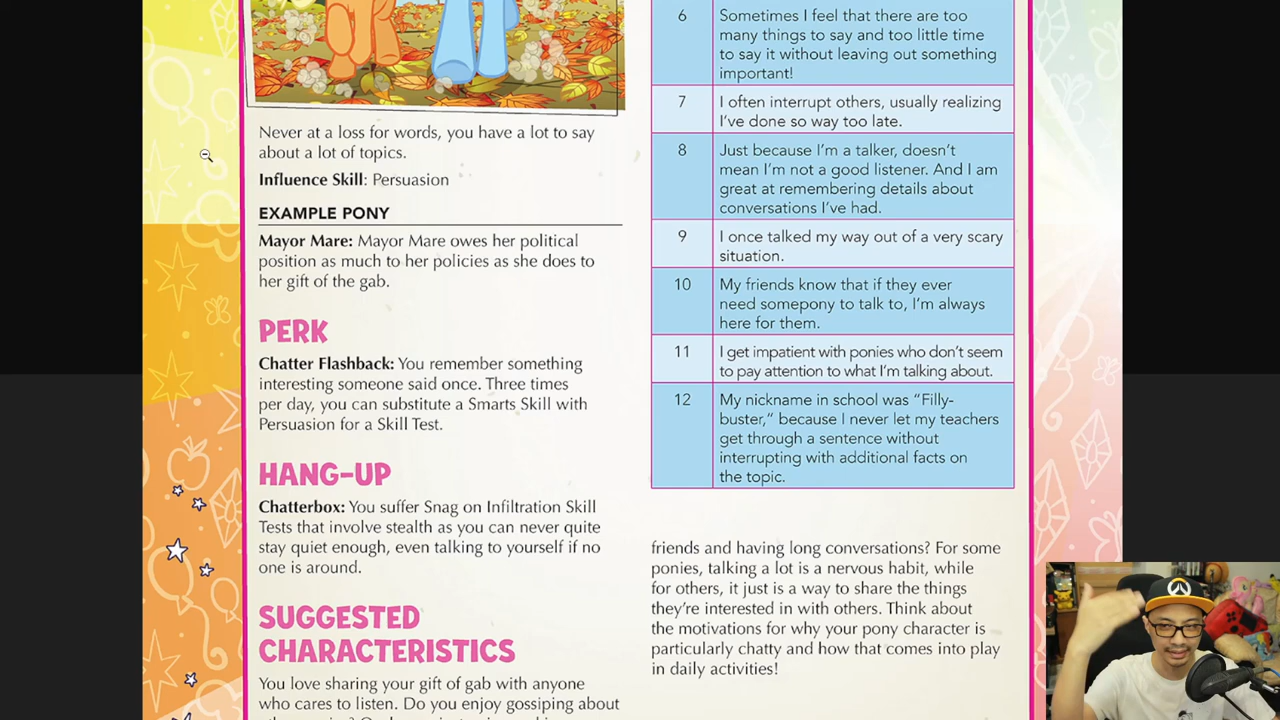 Never at a loss for words, you have a lot to say
about a lot of topics.
Influence Skill: Persuasion
EXAMPLE PONY
Mayor Mare: Mayor Mare owes her political
position as much to her policies as she does to
her gift of the gab.
PERK
Chatter Flashback: You remember something
interesting someone said once. Three times
per day, you can substitute a Smarts Skill with
Persuasion for a Skill Test.
HANG-UP
Chatterbox: You suffer Snag on Infiltration Skill
Tests that involve stealth as you can never quite
stay quiet enough, even talking to yourself if no
one is around.
SUGGESTED
CHARACTERISTICS
You love sharing your gift of gab with anyone
who cares to listen. Do you enjoy gossiping about
6 Sometimes I feel that there are too
many things to say and too little time
to say it without leaving out something
important!
7 I often interrupt others, usually realizing
I've done so way too late.
8 Just because I'm a talker, doesn't
mean I'm not a good listener. And I am
great at remembering details about
conversations I've had.
9 I once talked my way out of a very scary
situation.
10 My friends know that if they ever
need somepony to talk to, I'm always
here for them.
11 I get impatient with ponies who don't seem
to pay attention to what I'm talking about.
12 My nickname in school was "Filly-
buster," because I never let my teachers
get through a sentence without
interrupting with additional facts on
the topic.
friends and having long conversations? For some
ponies, talking a lot is a nervous habit, while
for others, it just is a way to share the things
they're interested in with others. Think about
the motivations for why your pony character is
particularly chatty and how that comes into play
in daily activities!